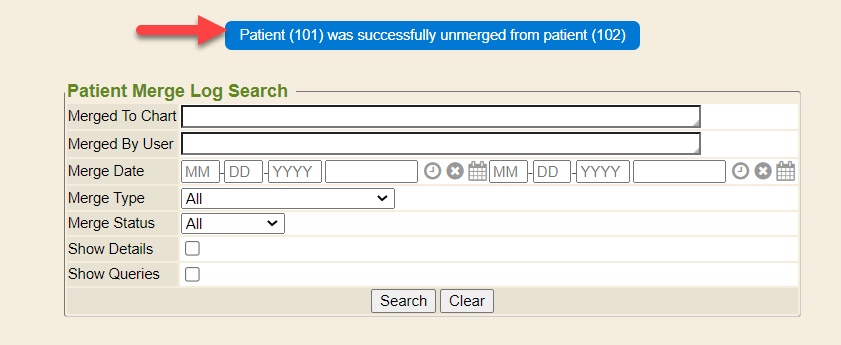 Patient (101) was successfully unmerged from patient (102)
Patient Merge Log Search
Merged To Chart
Merged By User
Merge Date MM-DD-YYYY MM-DD-YYYY
Merge Type All
Merge Status All
Show Details
Show Queries
Search Clear